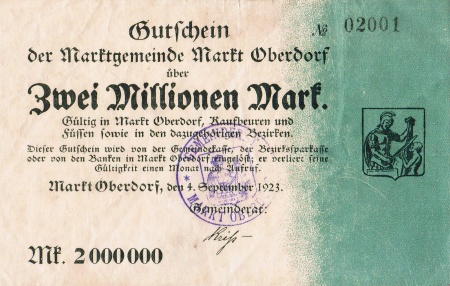 Gutschein
№ 02001
der Marktgemeinde Markt Oberdorf
über
Zwei Millionen Mark.
Gültig in Markt Oberdorf, Kaufbeuren und
Füssen sowie in den dazugehörigen Bezirken.
Dieser Gutschein wird von der Gemeindekasse, der Bezirkssparkasse
oder von den Banken in Markt Oberdorf eingelöst; er verliert seine
Gültigkeit einen Monat nach Aufruf.
Markt Oberdorf, den 4. September 1923.
Gemeinderat:
Mk. 2000000